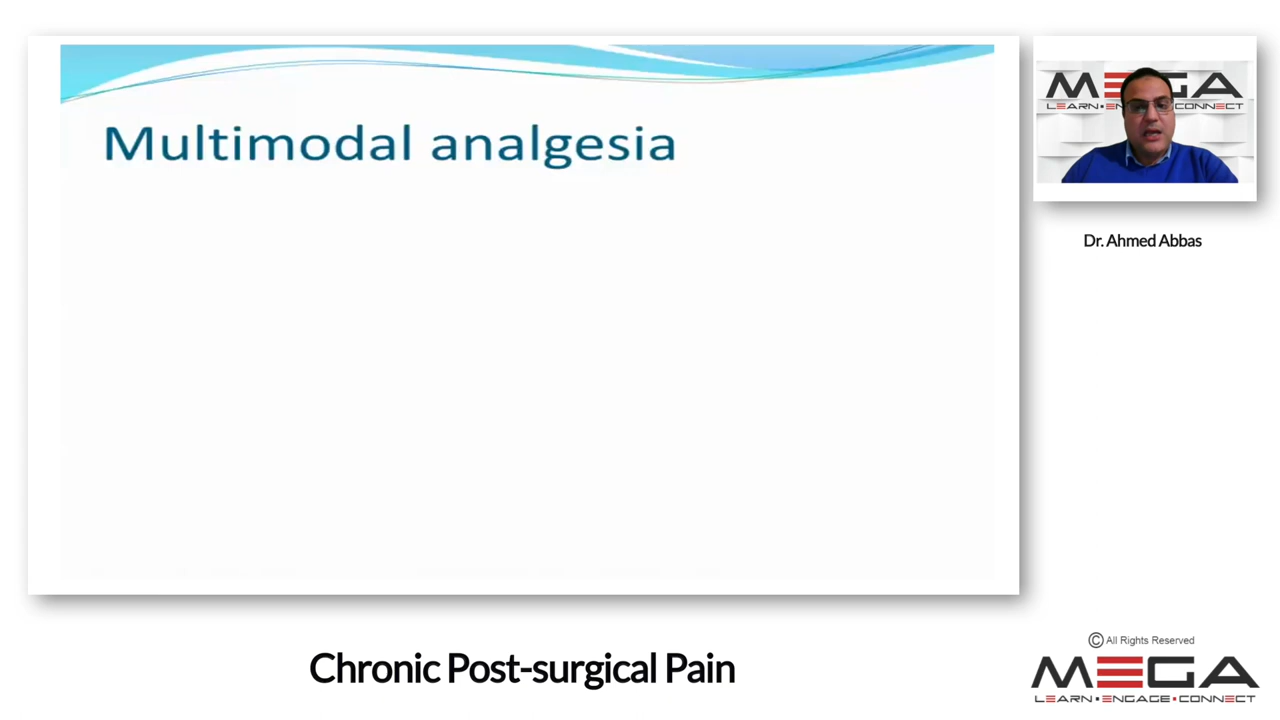 Multimodal analgesia
MEGA
LEARN • EN CONNECT
Dr. Ahmed Abbas
Chronic Post-surgical Pain
© All Rights Reserved
MEGA
LEARN • ENGAGE • CONNECT